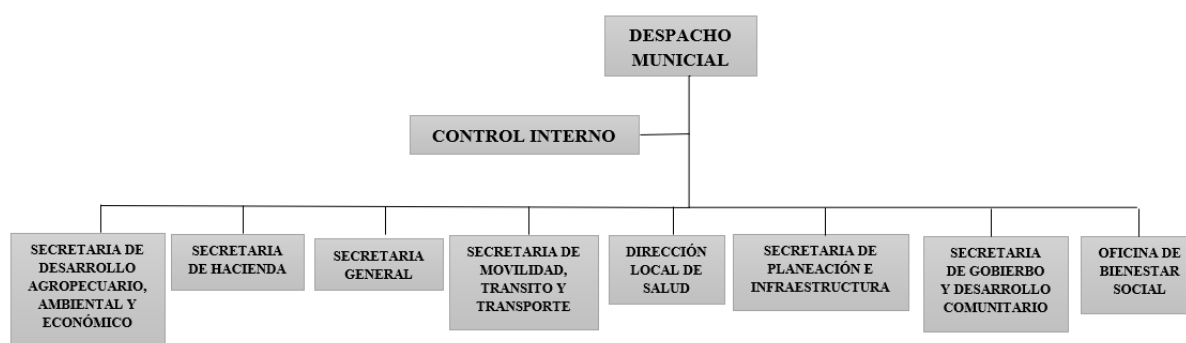 DESPACHO
MUNICIAL
CONTROL INTERNO
SECRETARIA DE
DESARROLLO
AGROPECUARIO,
AMBIENTAL Y
ECONÓMICO
SECRETARIA
DE HACIENDA
SECRETARIA
GENERAL
SECRETARIA DE
MOVILIDAD,
TRANSITO Y
TRANSPORTE
DIRECCIÓN
LOCAL DE
SALUD
SECRETARIA DE
PLANEACIÓN E
INFRAESTRUCTURA
SECRETARIA
DE GOBIERBO
Y DESARROLLO
COMUNITARIO
OFICINA DE
BIENESTAR
SOCIAL